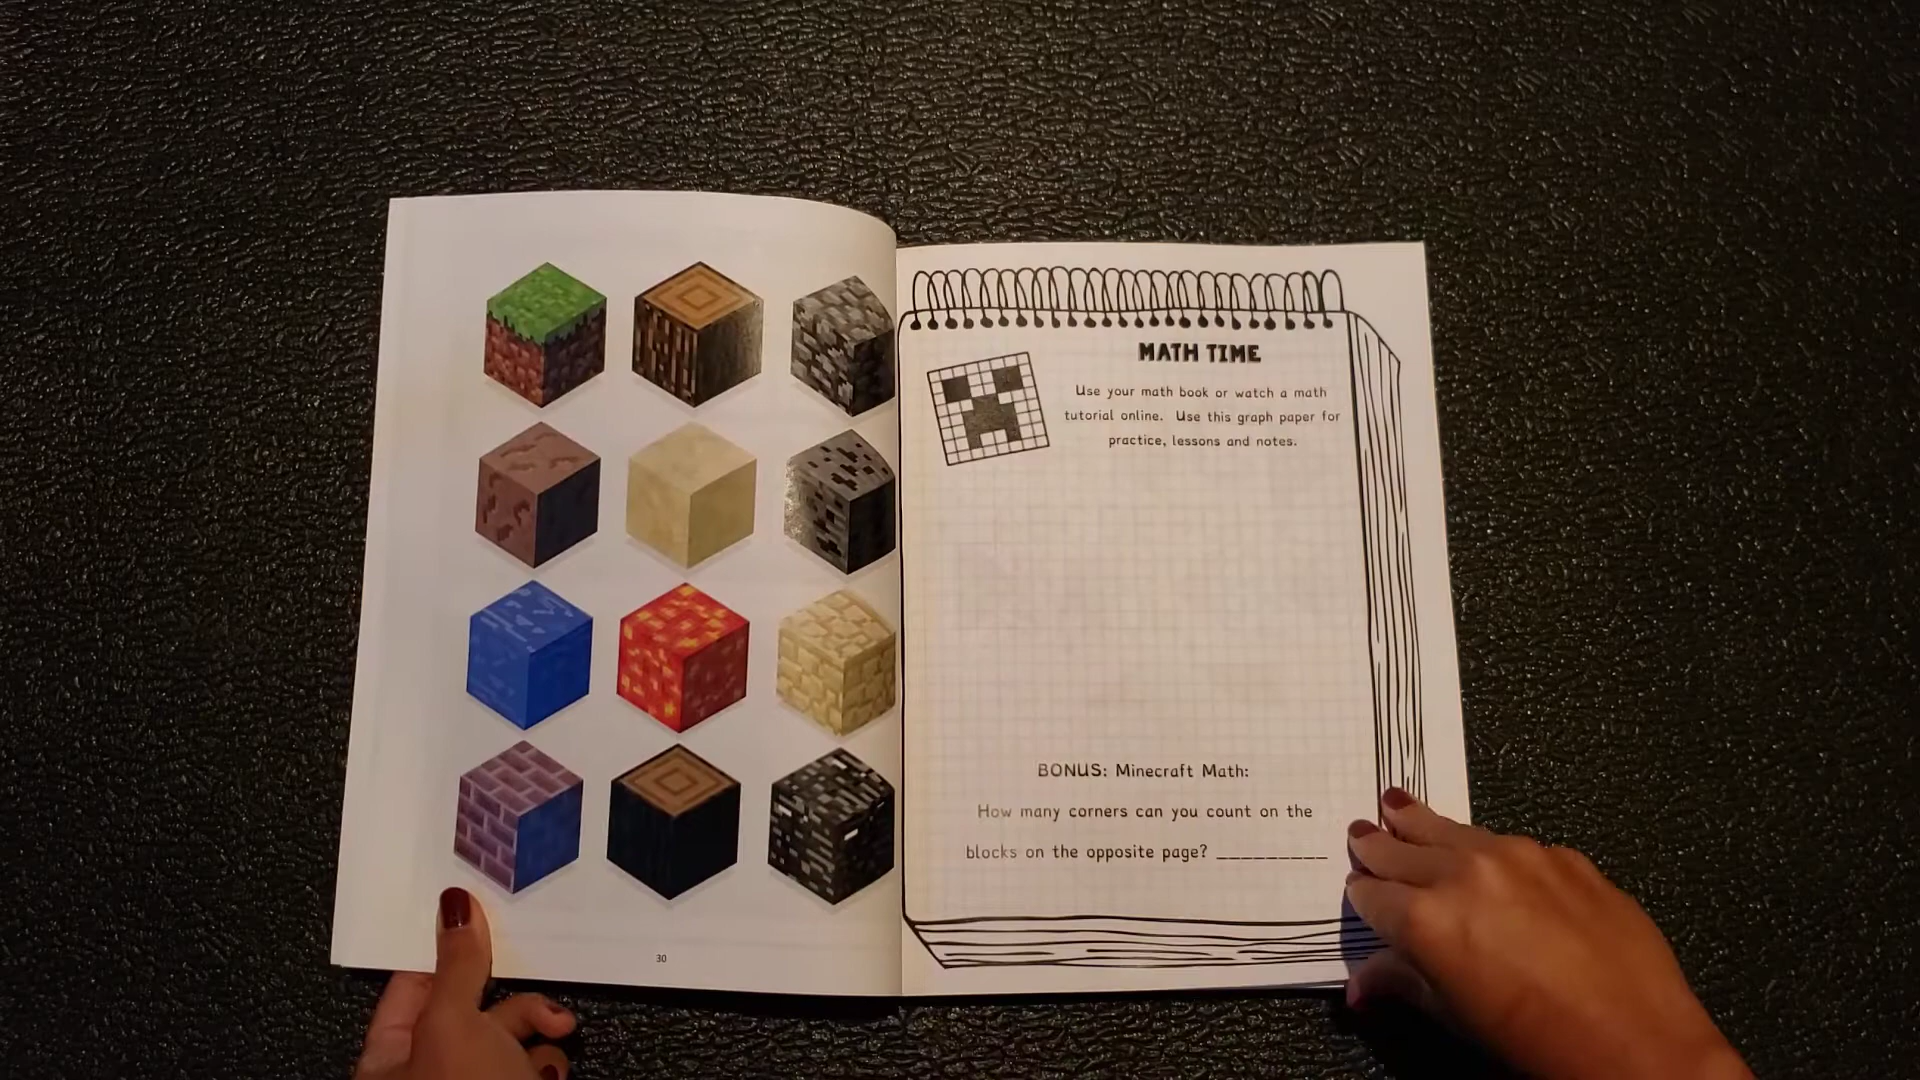 30
MATH TIME
Use your math book or watch a math
tutorial online. Use this graph paper for
practice, lessons and notes.
BONUS: Minecraft Math:
How many corners can you count on the
blocks on the opposite page? _________